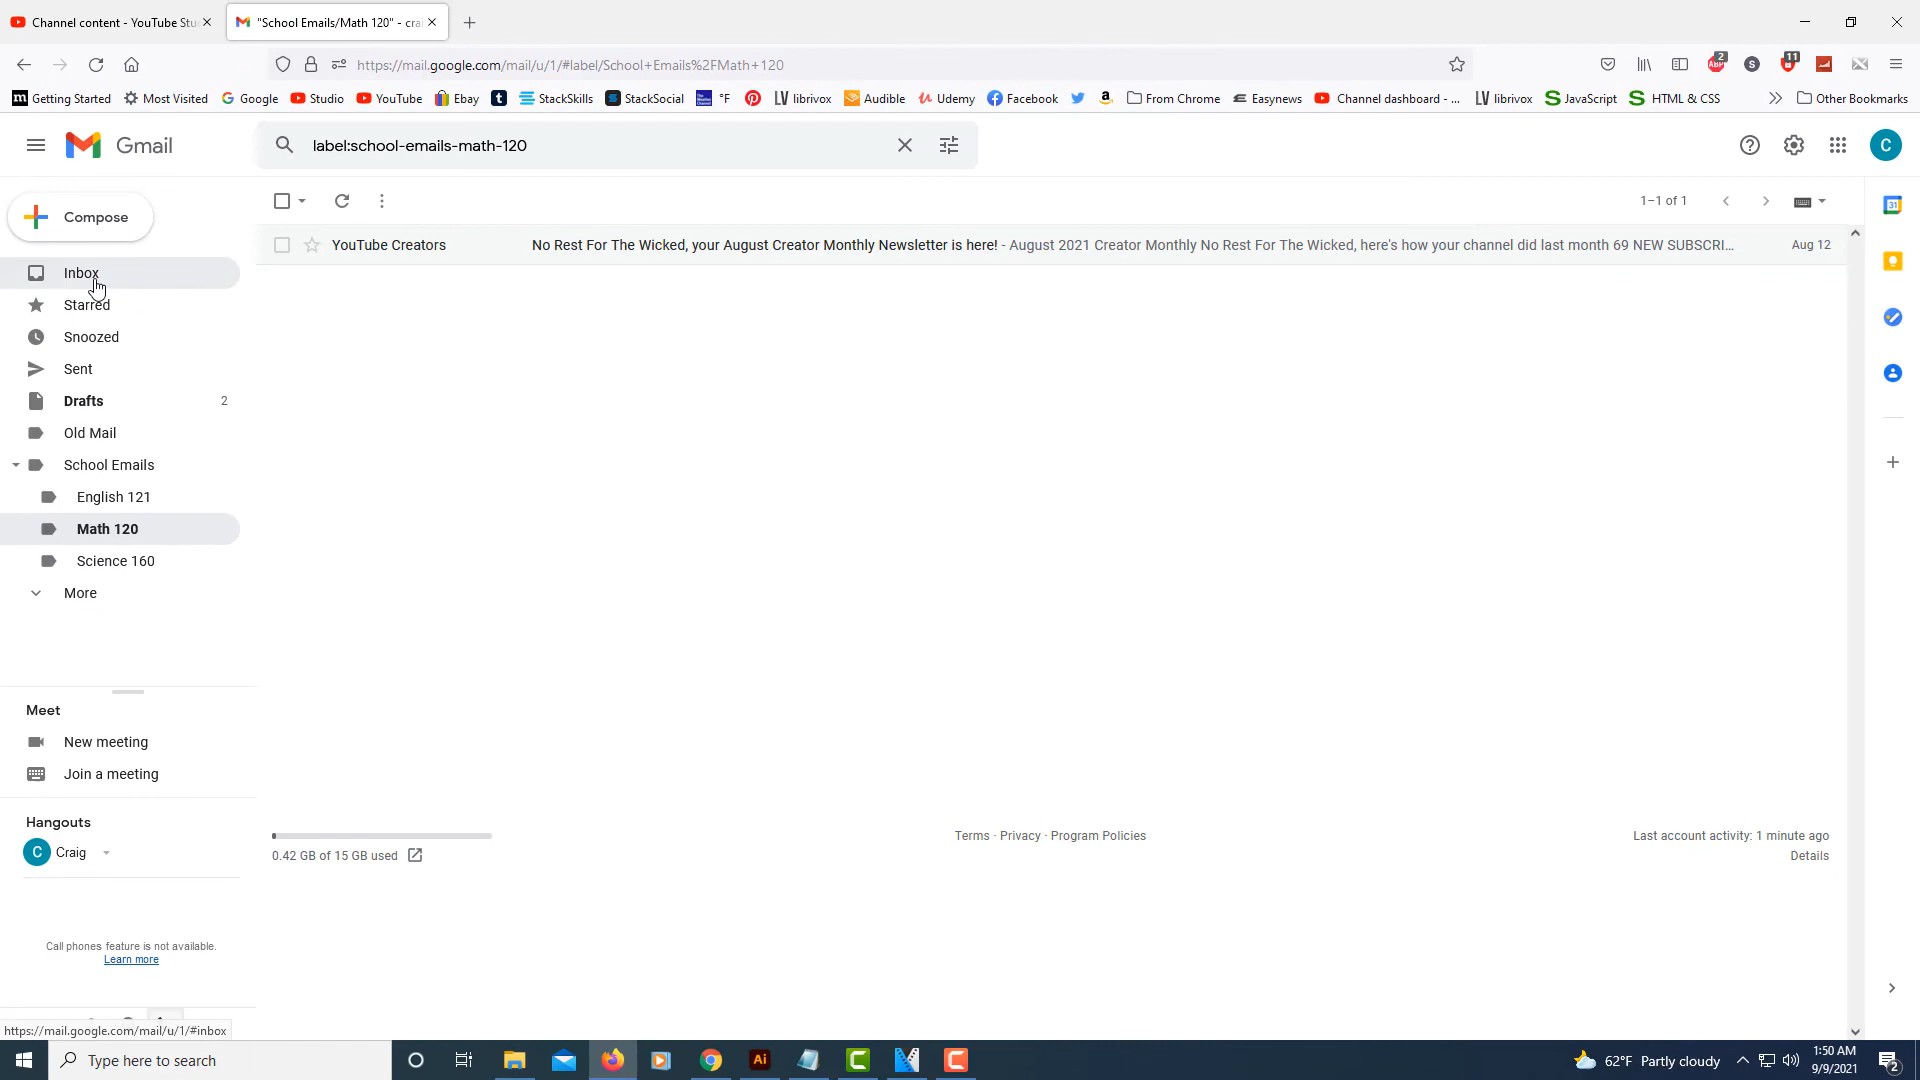 Channel content - YouTube Stu
"School Emails/Math 120" - cra
https://mail.google.com/mail/u/1/#label/School+Emails%2FMath+120
2
S
11
Getting Started
Most Visited
Google
Studio
YouTube
Ebay
StackSkills
StackSocial
°F
librivox
Audible
Udemy
Facebook
From Chrome
Easynews
Channel dashboard - ...
librivox
JavaScript
HTML & CSS
Other Bookmarks
Gmail
label:school-emails-math-120
C
Compose
1–1 of 1
31
Inbox
YouTube Creators
No Rest For The Wicked, your August Creator Monthly Newsletter is here! - August 2021 Creator Monthly No Rest For The Wicked, here's how your channel did last month 69 NEW SUBSCRI...
Aug 12
Starred
Snoozed
Sent
Drafts
2
Old Mail
School Emails
English 121
Math 120
Science 160
More
Meet
New meeting
Join a meeting
Hangouts
C
Craig
0.42 GB of 15 GB used
Terms · Privacy · Program Policies
Last account activity: 1 minute ago
Details
Call phones feature is not available.
Learn more
https://mail.google.com/mail/u/1/#inbox
Type here to search
Ai
62°F Partly cloudy
1:50 AM
9/9/2021
2